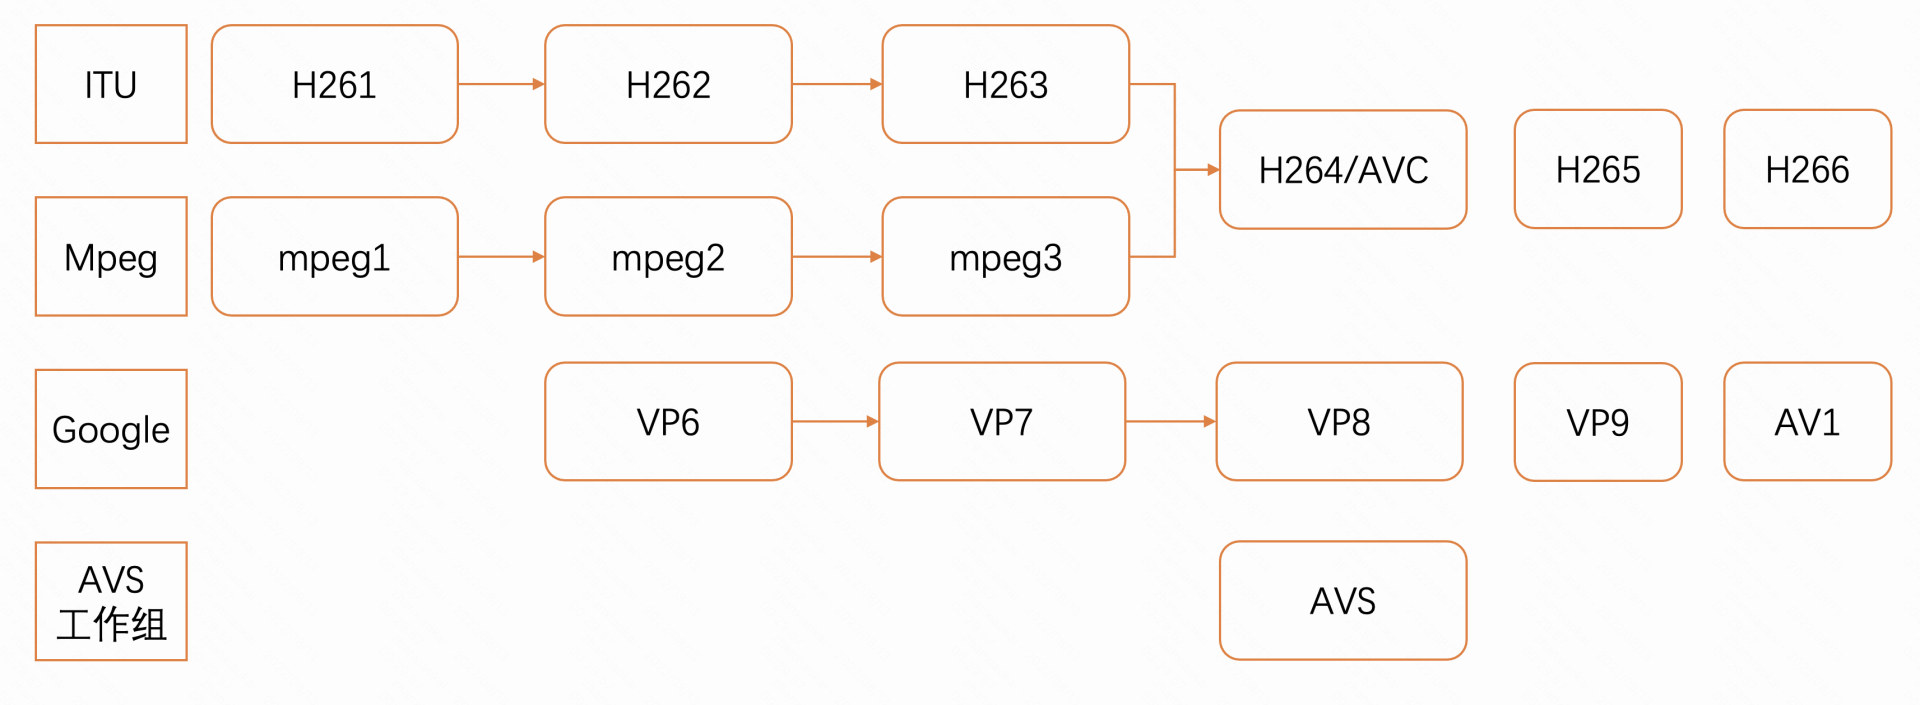 ITU
H261
H262
H263
H264/AVC
H265
H266
Mpeg
mpeg1
mpeg2
mpeg3
Google
VP6
VP7
VP8
VP9
AV1
AVS
工作组
AVS